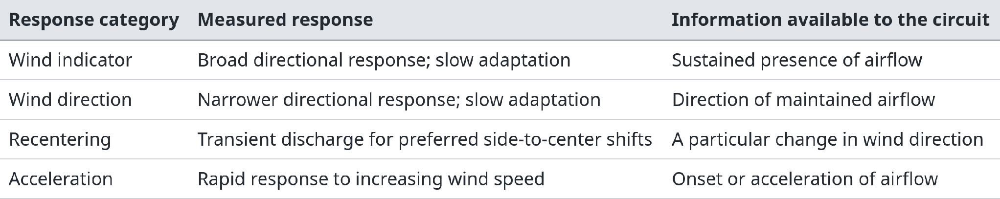 Response category Measured response Information available to the circuit
Wind indicator Broad directional response; slow adaptation Sustained presence of airflow
Wind direction Narrower directional response; slow adaptation Direction of maintained airflow
Recentering Transient discharge for preferred side-to-center shifts A particular change in wind direction
Acceleration Rapid response to increasing wind speed Onset or acceleration of airflow